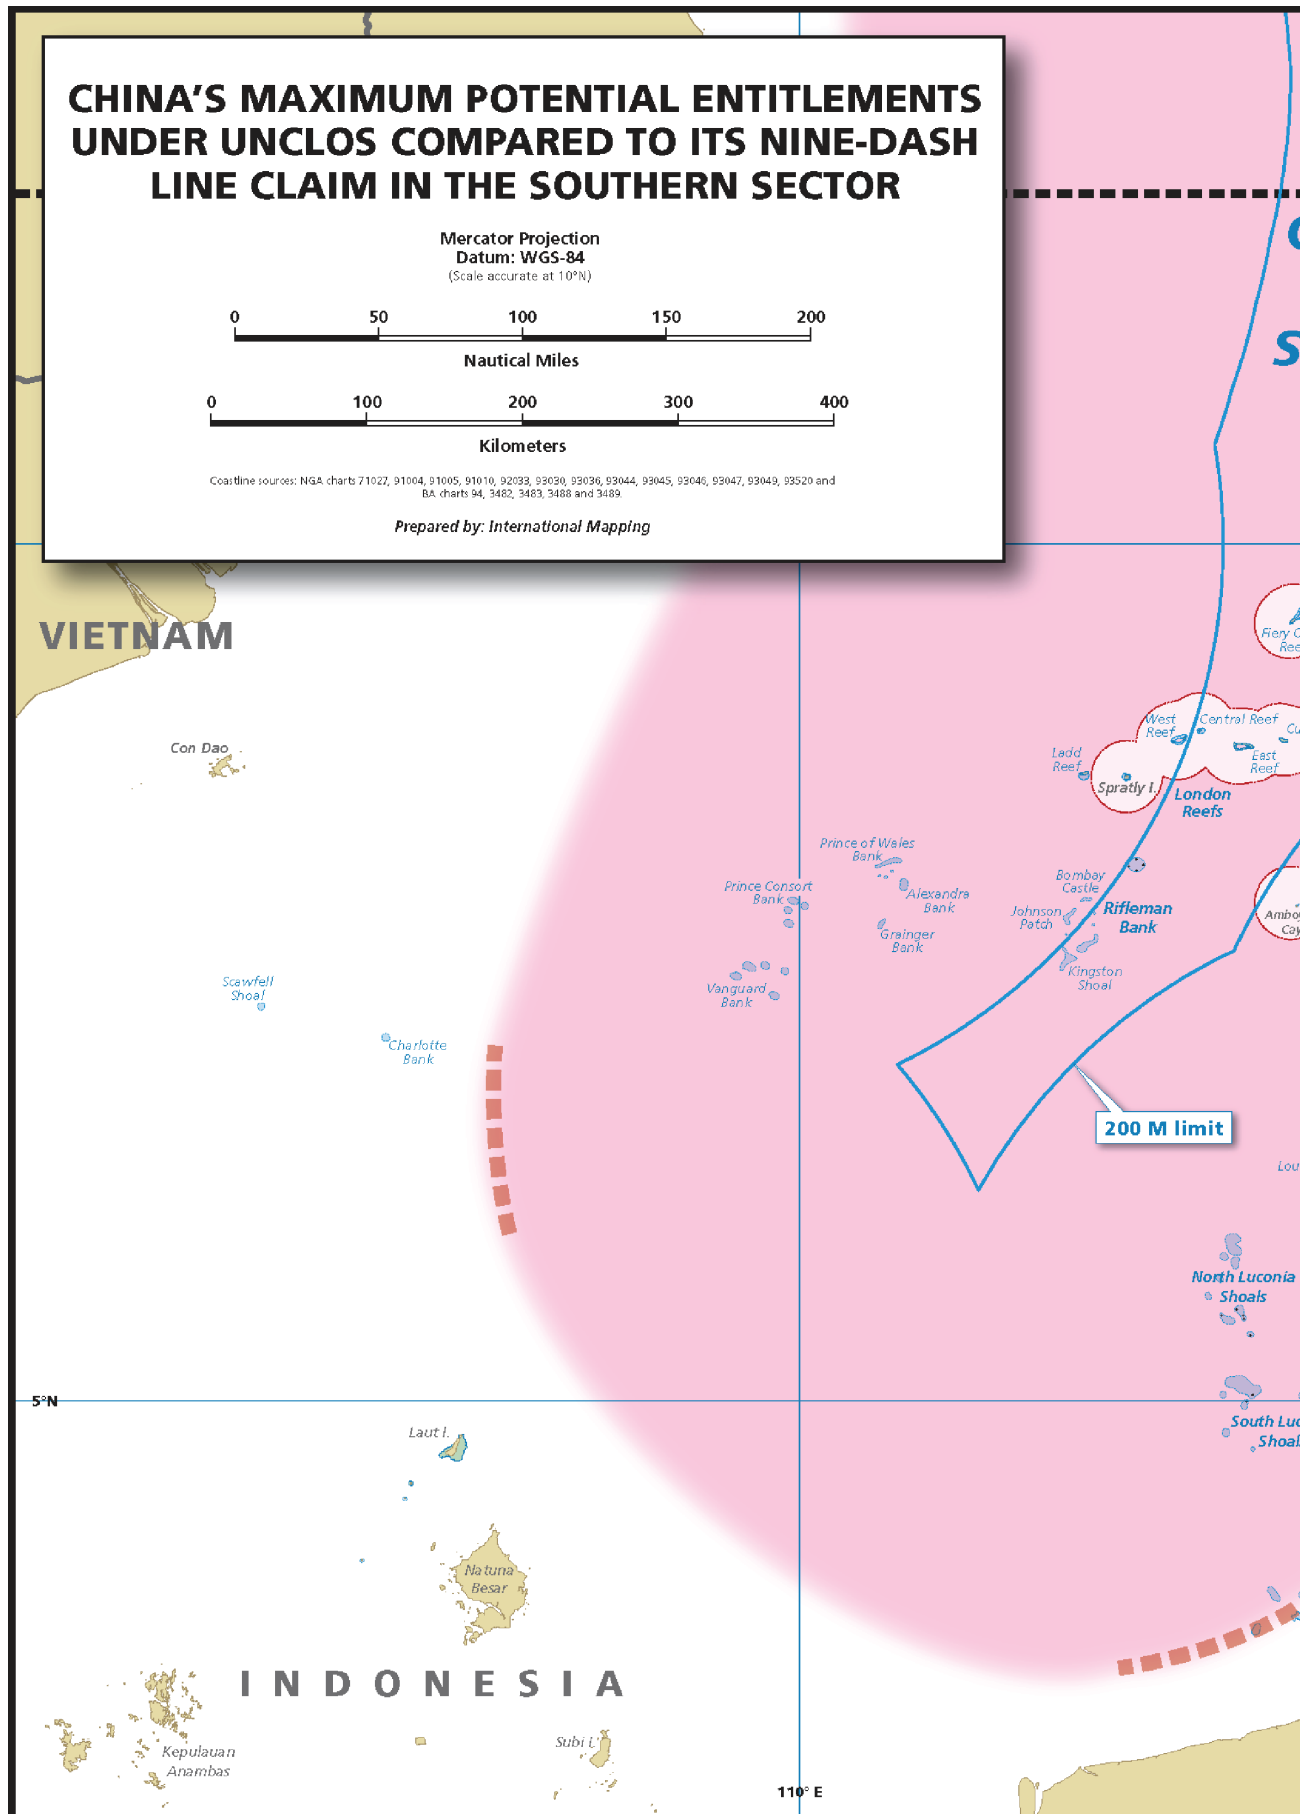 CHINA'S MAXIMUM POTENTIAL ENTITLEMENTS
UNDER UNCLOS COMPARED TO ITS NINE-DASH
LINE CLAIM IN THE SOUTHERN SECTOR
Mercator Projection
Datum: WGS-84
(Scale accurate at 10°N)
0 50 100 150 200
Nautical Miles
0 100 200 300 400
Kilometers
Coastline sources: NGA charts 71027, 91004, 91005, 91010, 92033, 93030, 93036, 93044, 93045, 93046, 93047, 93049, 93520 and
BA charts 94, 3482, 3483, 3488 and 3489.
Prepared by: International Mapping
S
VIETNAM
Fiery
Con Dao
West
Reef
Central Reef
East
Reef
Ladd
Reef
Spratly I.
London
Reefs
Prince of Wales
Bank
Alexandra
Bank
Prince Consort
Bank
Grainger
Bank
Bombay
Castle
Johnson
Patch
Rifleman
Bank
Kingston
Shoal
Vanguard
Bank
Scawfell
Shoal
Charlotte
Bank
200 M limit
North Luconia
Shoals
5°N
South Luc
Shoal
Laut I.
Natuna
Besar
INDONESIA
Kepulauan
Anambas
Subi I.
110° E